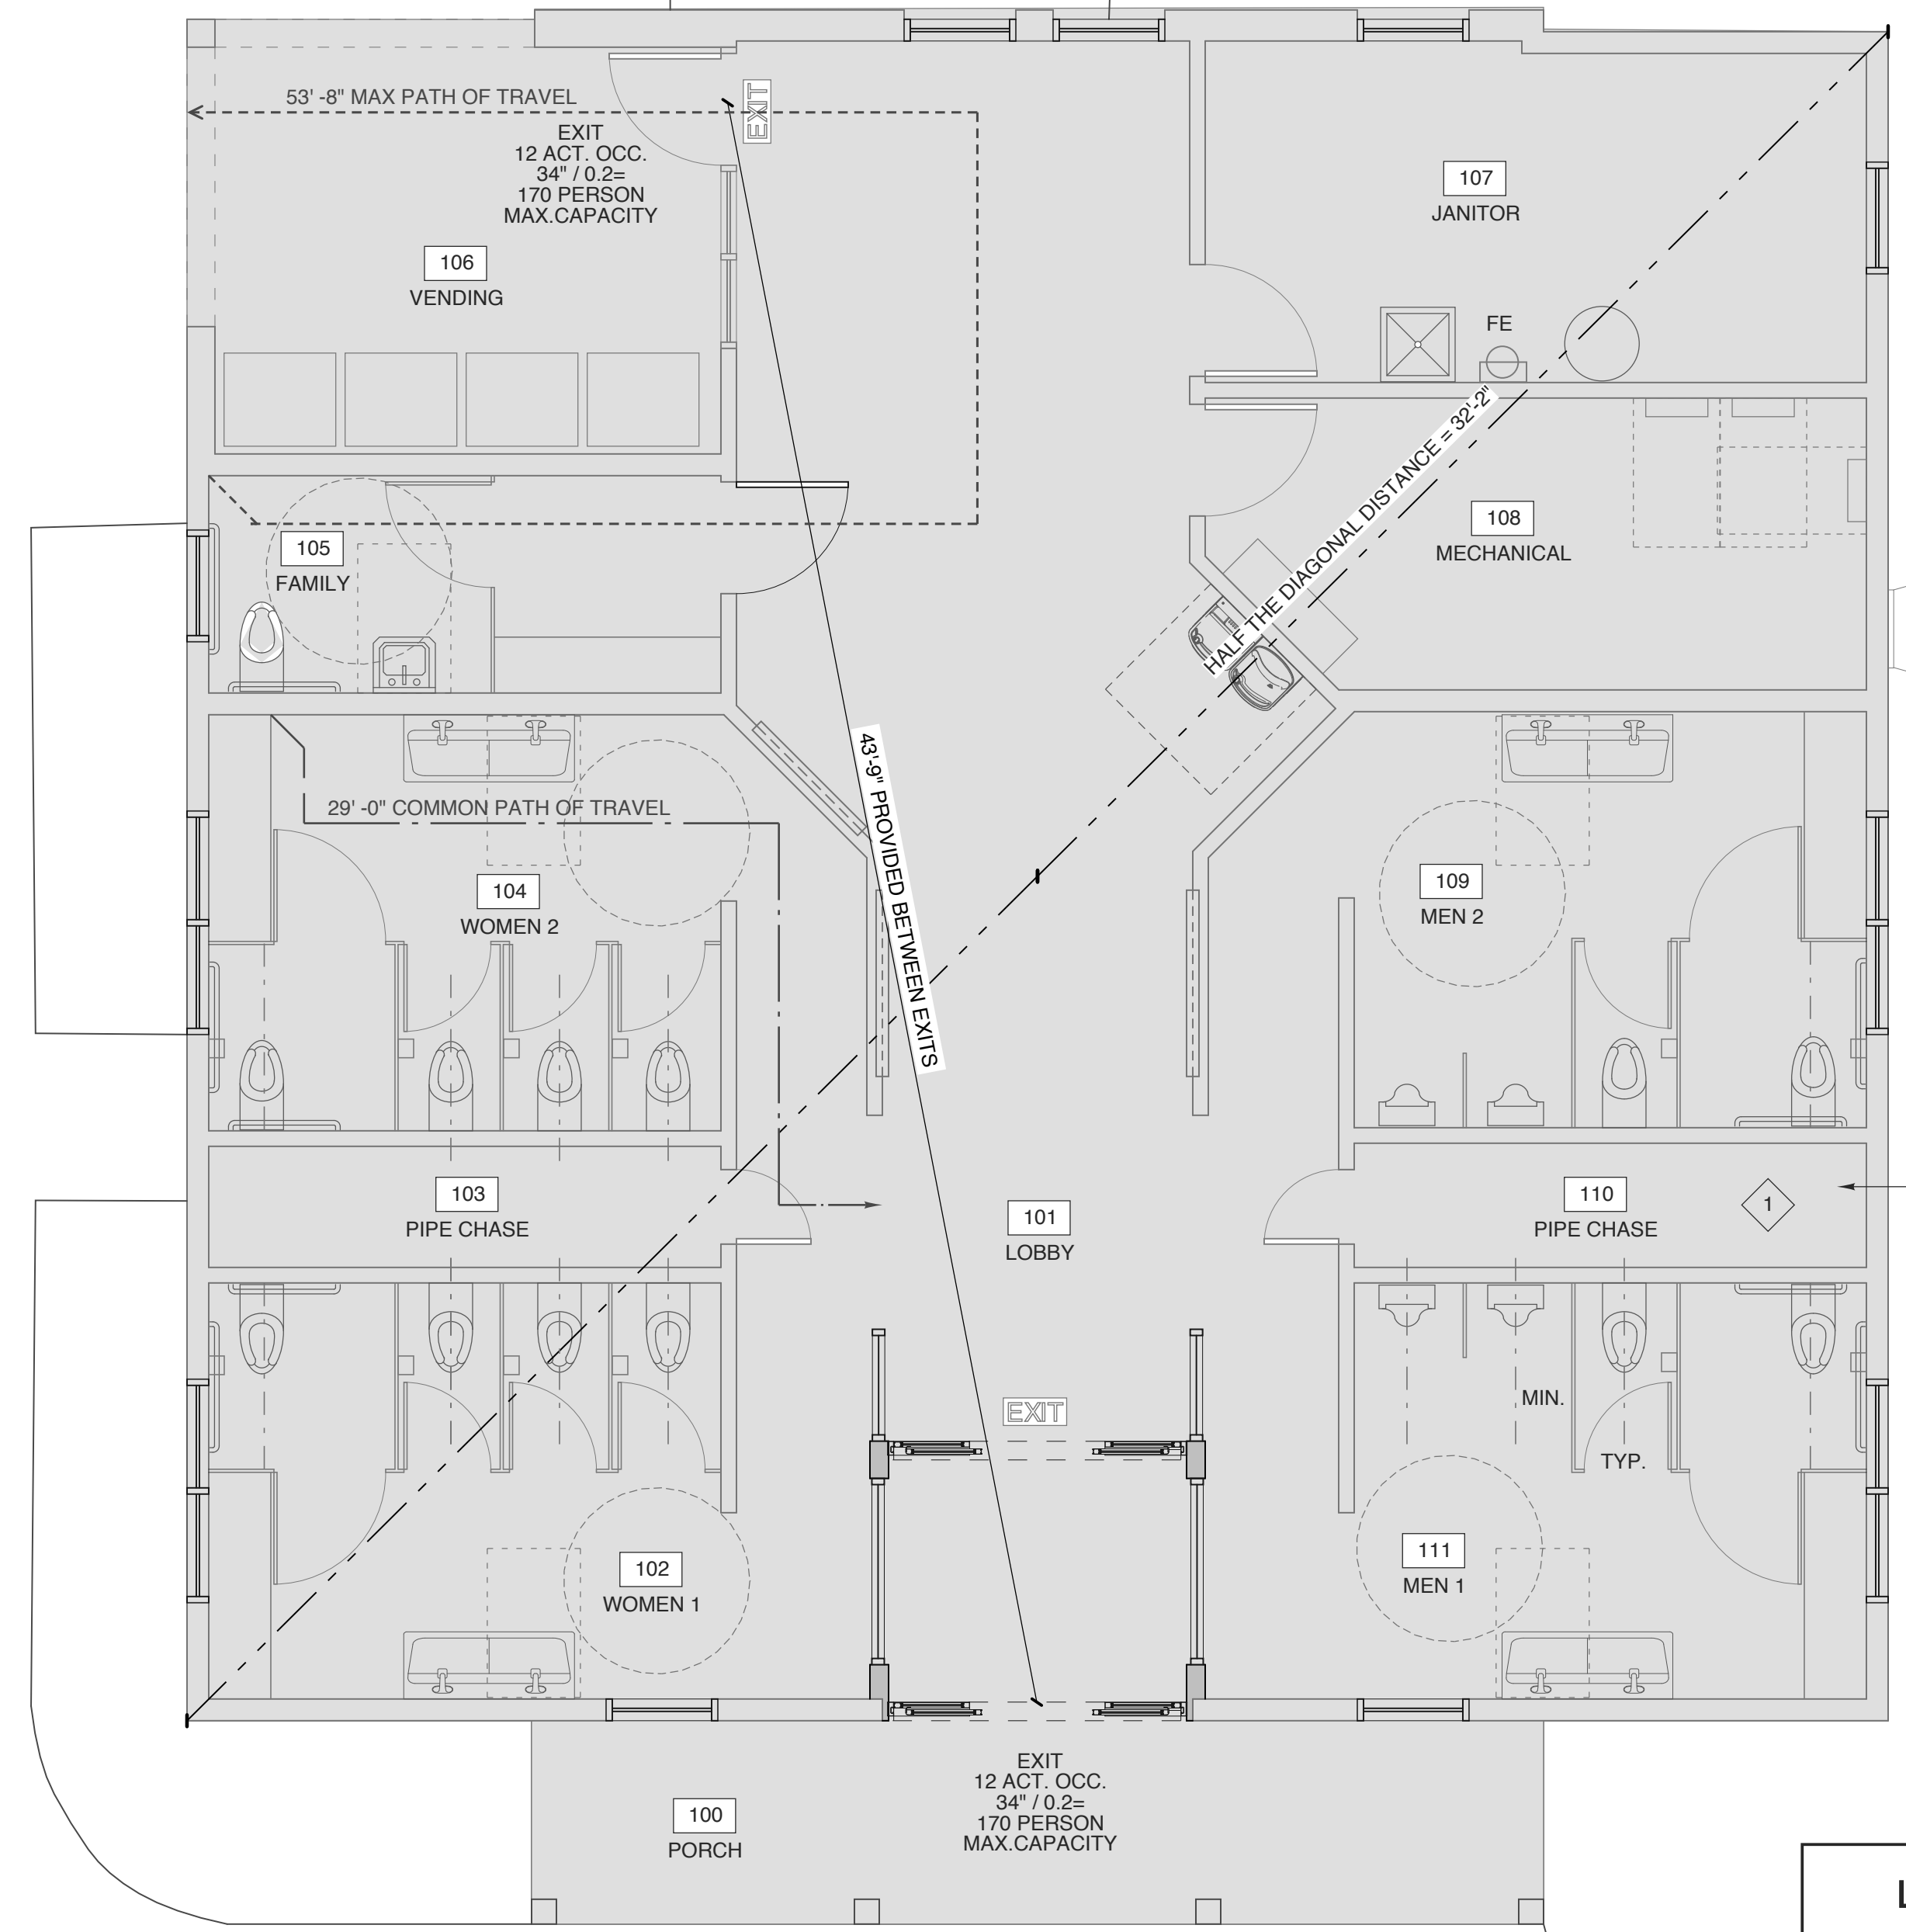 53' -8" MAX PATH OF TRAVEL
EXIT
EXIT
12 ACT. OCC.
34" / 0.2=
170 PERSON
MAX.CAPACITY
107
JANITOR
106
VENDING
FE
HALF THE DIAGONAL DISTANCE = 32'-2"
108
MECHANICAL
105
FAMILY
43'-9" PROVIDED BETWEEN EXITS
29' -0" COMMON PATH OF TRAVEL
104
WOMEN 2
109
MEN 2
103
PIPE CHASE
101
LOBBY
110
PIPE CHASE
1
EXIT
MIN.
TYP.
102
WOMEN 1
111
MEN 1
EXIT
12 ACT. OCC.
34" / 0.2=
170 PERSON
MAX.CAPACITY
100
PORCH